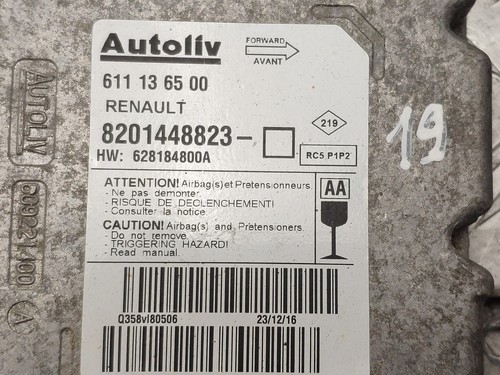 Autoliv
FORWARD
AVANT
611 13 65 00
RENAULT
219
8201448823-
HW: 628184800A
RC5 P1P2
ATTENTION! Airbag(s) et Pretensionneurs.
- Ne pas demonter.
- RISQUE DE DECLENCHEMENT!
- Consulter la notice.
AA
CAUTION! Airbag(s) and Pretensioners.
- Do not remove.
- TRIGGERING HAZARD!
- Read manual.
Q358vl80506
23/12/16
19
AUTOLIV
A